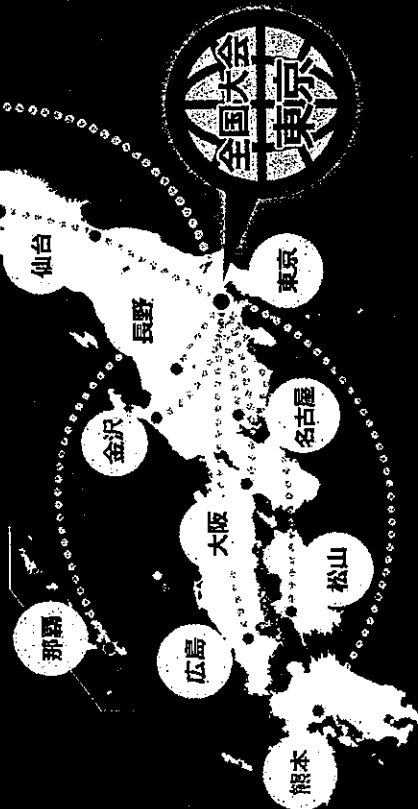 全国大会
東京
仙台
長野
東京
金沢
名古屋
大阪
那覇
広島
松山
熊本